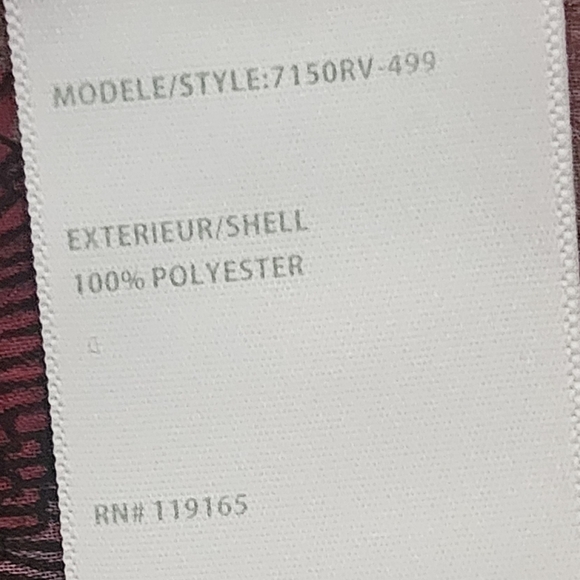 MODELE/STYLE:7150RV-499
EXTERIEUR/SHELL
100% POLYESTER
RN# 119165